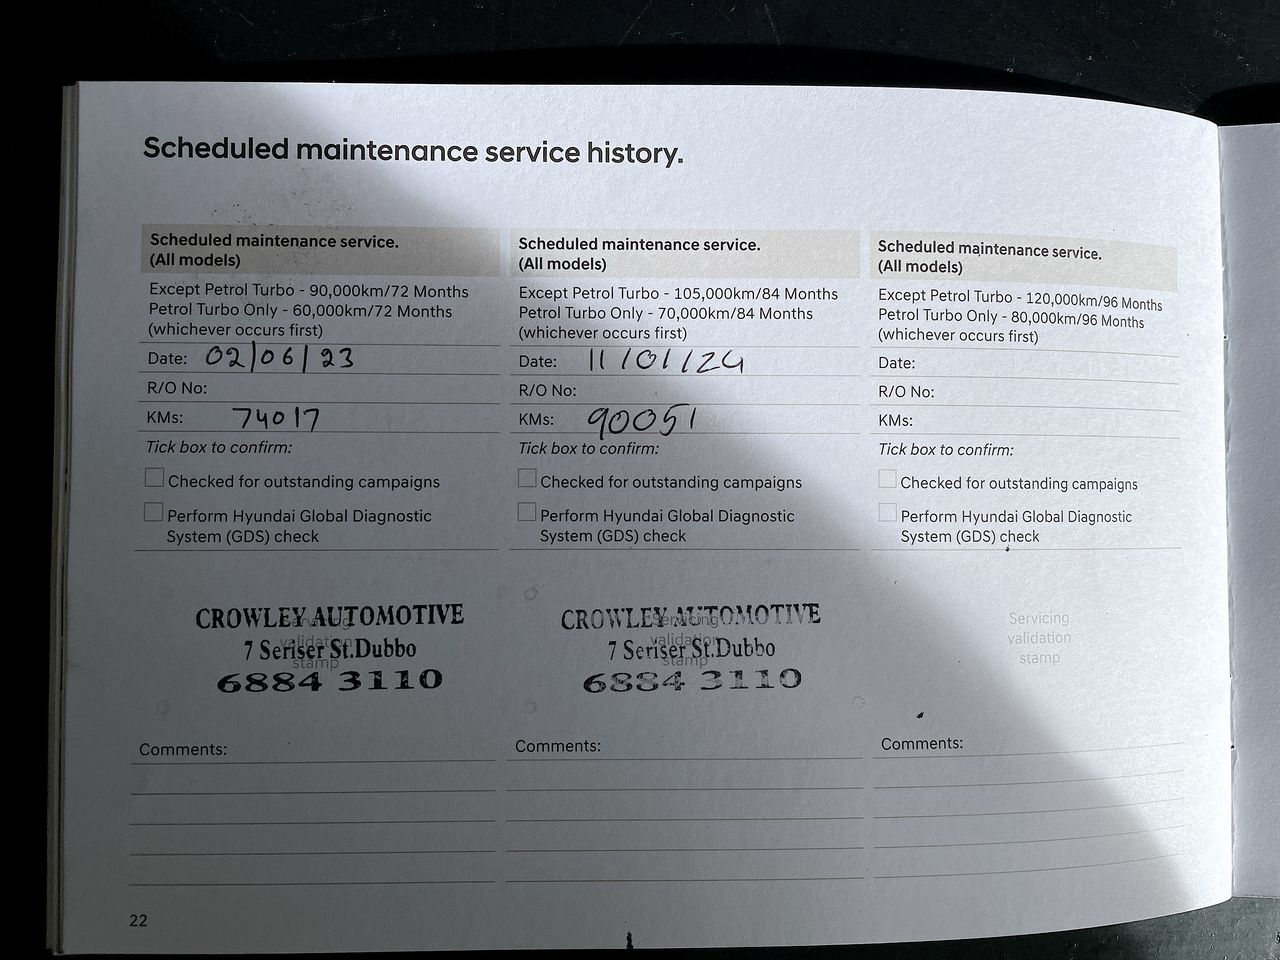 Scheduled maintenance service history.
Scheduled maintenance service.
(All models)
Except Petrol Turbo - 90,000km/72 Months
Petrol Turbo Only - 60,000km/72 Months
(whichever occurs first)
Date: 02/06/23
R/O No:
KMs: 74017
Tick box to confirm:
Checked for outstanding campaigns
Perform Hyundai Global Diagnostic
System (GDS) check
Servicing
validation
stamp
CROWLEY AUTOMOTIVE
7 Seriser St.Dubbo
6884 3110
Comments:
Scheduled maintenance service.
(All models)
Except Petrol Turbo - 105,000km/84 Months
Petrol Turbo Only - 70,000km/84 Months
(whichever occurs first)
Date: 11/01/24
R/O No:
KMs: 90051
Tick box to confirm:
Checked for outstanding campaigns
Perform Hyundai Global Diagnostic
System (GDS) check
Servicing
validation
stamp
CROWLEY AUTOMOTIVE
7 Seriser St.Dubbo
6884 3110
Comments:
Scheduled maintenance service.
(All models)
Except Petrol Turbo - 120,000km/96 Months
Petrol Turbo Only - 80,000km/96 Months
(whichever occurs first)
Date:
R/O No:
KMs:
Tick box to confirm:
Checked for outstanding campaigns
Perform Hyundai Global Diagnostic
System (GDS) check
Servicing
validation
stamp
Comments:
22